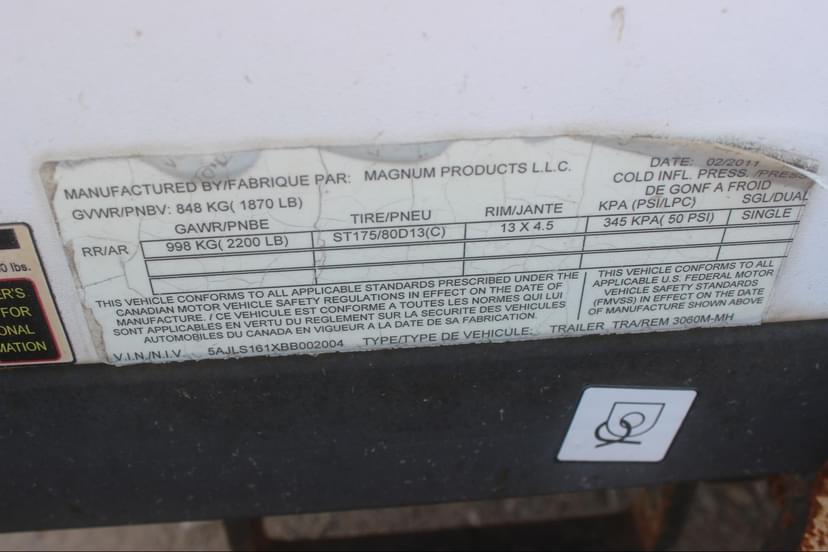 MANUFACTURED BY/FABRIQUE PAR: MAGNUM PRODUCTS L.L.C.
DATE: 02/2011
GVWR/PNBV: 848 KG( 1870 LB)
COLD INFL. PRESS. /PRESS
DE GONF A FROID
GAWR/PNBE TIRE/PNEU RIM/JANTE KPA (PSI/LPC) SGL/DUAL
RR/AR 998 KG( 2200 LB) ST175/80D13(C) 13 X 4.5 345 KPA( 50 PSI) SINGLE
THIS VEHICLE CONFORMS TO ALL APPLICABLE STANDARDS PRESCRIBED UNDER THE
CANADIAN MOTOR VEHICLE SAFETY REGULATIONS IN EFFECT ON THE DATE OF
MANUFACTURE. / CE VEHICULE EST CONFORME A TOUTES LES NORMES QUI LUI
SONT APPLICABLES EN VERTU DU REGLEMENT SUR LA SECURITE DES VEHICULES
AUTOMOBILES DU CANADA EN VIGUEUR A LA DATE DE SA FABRICATION.
THIS VEHICLE CONFORMS TO ALL
APPLICABLE U.S. FEDERAL MOTOR
VEHICLE SAFETY STANDARDS
(FMVSS) IN EFFECT ON THE DATE
OF MANUFACTURE SHOWN ABOVE
V.I.N./N.I.V. 5AJLS161XBB002004 TYPE/TYPE DE VEHICULE: TRAILER TRA/REM 3060M-MH
0 lbs.
ER'S
FOR
ONAL
MATION